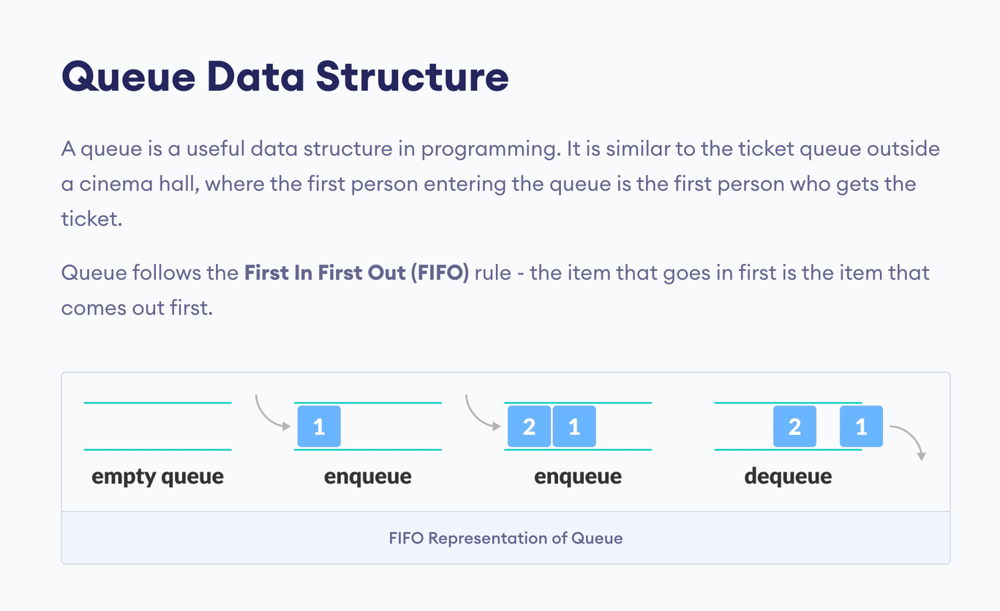 Queue Data Structure
A queue is a useful data structure in programming. It is similar to the ticket queue outside
a cinema hall, where the first person entering the queue is the first person who gets the
ticket.
Queue follows the First In First Out (FIFO) rule - the item that goes in first is the item that
comes out first.
1 2 1 2 1
empty queue enqueue enqueue dequeue
FIFO Representation of Queue